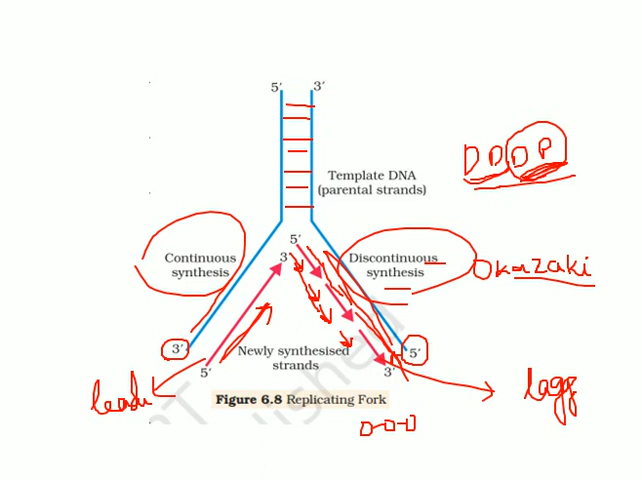 5′ 3′
DDDP
Template DNA
(parental strands)
5′
Continuous
synthesis
3′
Discontinuous
synthesis
Okazaki
3′
5′
Newly synthesised
strands
5′
3′
leadi
lagg
Figure 6.8 Replicating Fork